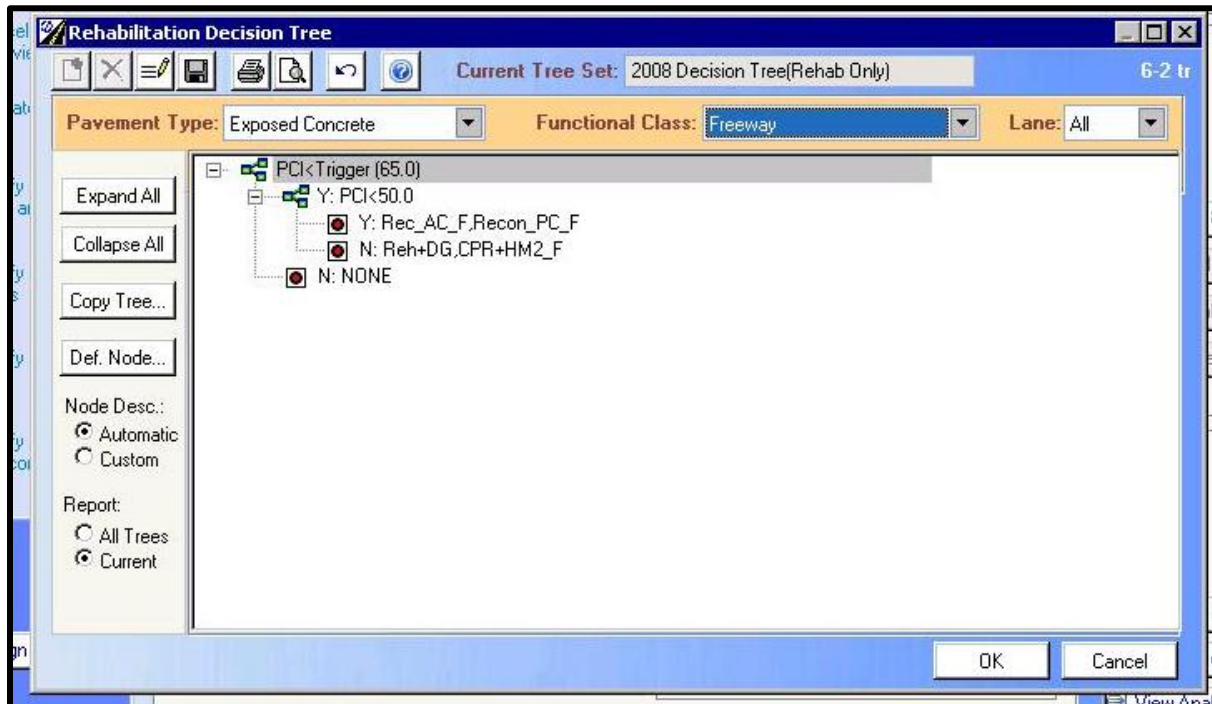 Rehabilitation Decision Tree
Current Tree Set: 2008 Decision Tree(Rehab Only)
6-2 tr
Pavement Type: Exposed Concrete Functional Class: Freeway Lane: All
PCI<Trigger (65.0)
Y: PCI<50.0
Y: Rec_AC_F,Recon_PC_F
N: Reh+DG,CPR+HM2_F
N: NONE
Expand All
Collapse All
Copy Tree...
Def. Node...
Node Desc.:
Automatic
Custom
Report:
All Trees
Current
OK Cancel